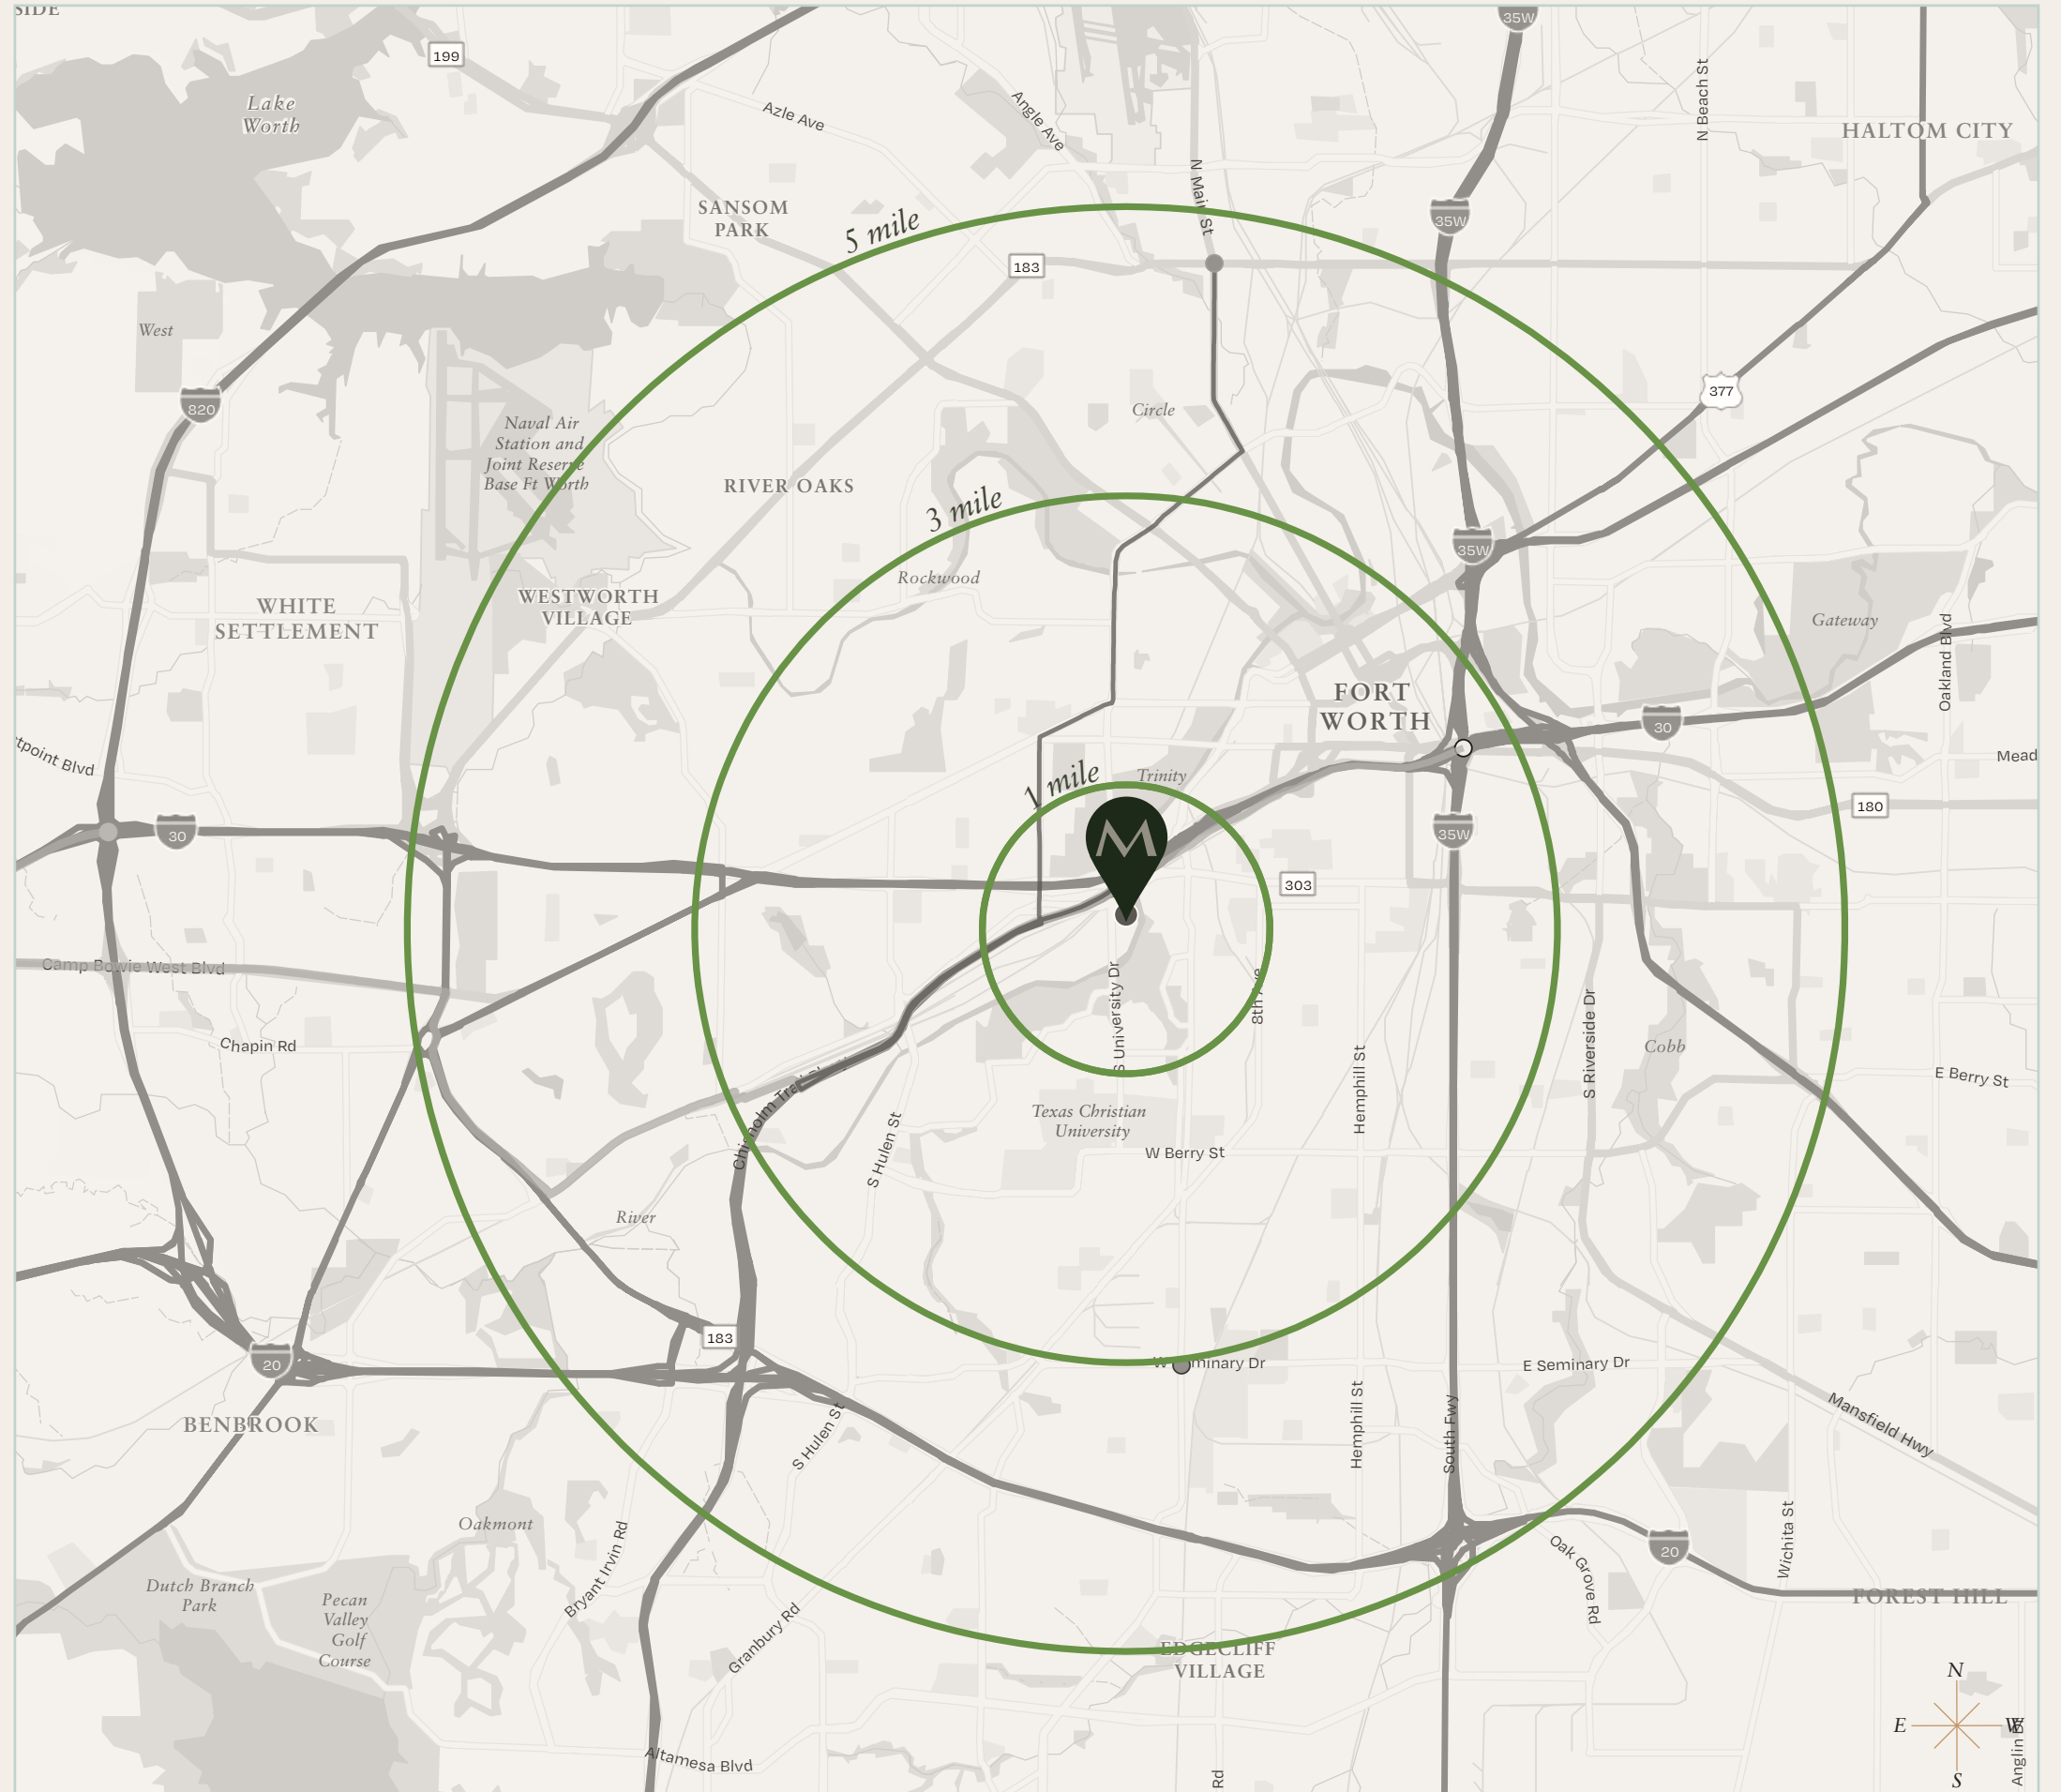 SIDE
35W
199
Lake
Worth
Azle Ave
Angle Ave
N Beach St
HALTOM CITY
N Main St
SANSOM
PARK
5 mile
35W
183
West
377
820
Circle
Naval Air
Station and
Joint Reserve
Base Ft Worth
RIVER OAKS
3 mile
35W
Rockwood
WESTWORTH
VILLAGE
WHITE
SETTLEMENT
Gateway
Oakland Blvd
FORT
WORTH
30
tpoint Blvd
Mead
1 mile
Trinity
180
30
M
35W
303
Camp Bowie West Blvd
S University Dr
8th Ave
S Riverside Dr
Chapin Rd
Cobb
Hemphill St
E Berry St
Chisholm Trail
Texas Christian
University
S Hulen St
W Berry St
River
183
20
W Seminary Dr
E Seminary Dr
Hemphill St
South Fwy
Mansfield Hwy
BENBROOK
S Hulen St
Oakmont
Bryant Irvin Rd
Oak Grove Rd
20
Wichita St
Dutch Branch
Park
Pecan
Valley
Golf
Course
FOREST HILL
Granbury Rd
EDGECLIFF
VILLAGE
N
E
W
S
Anglin D
Altamesa Blvd
Rd